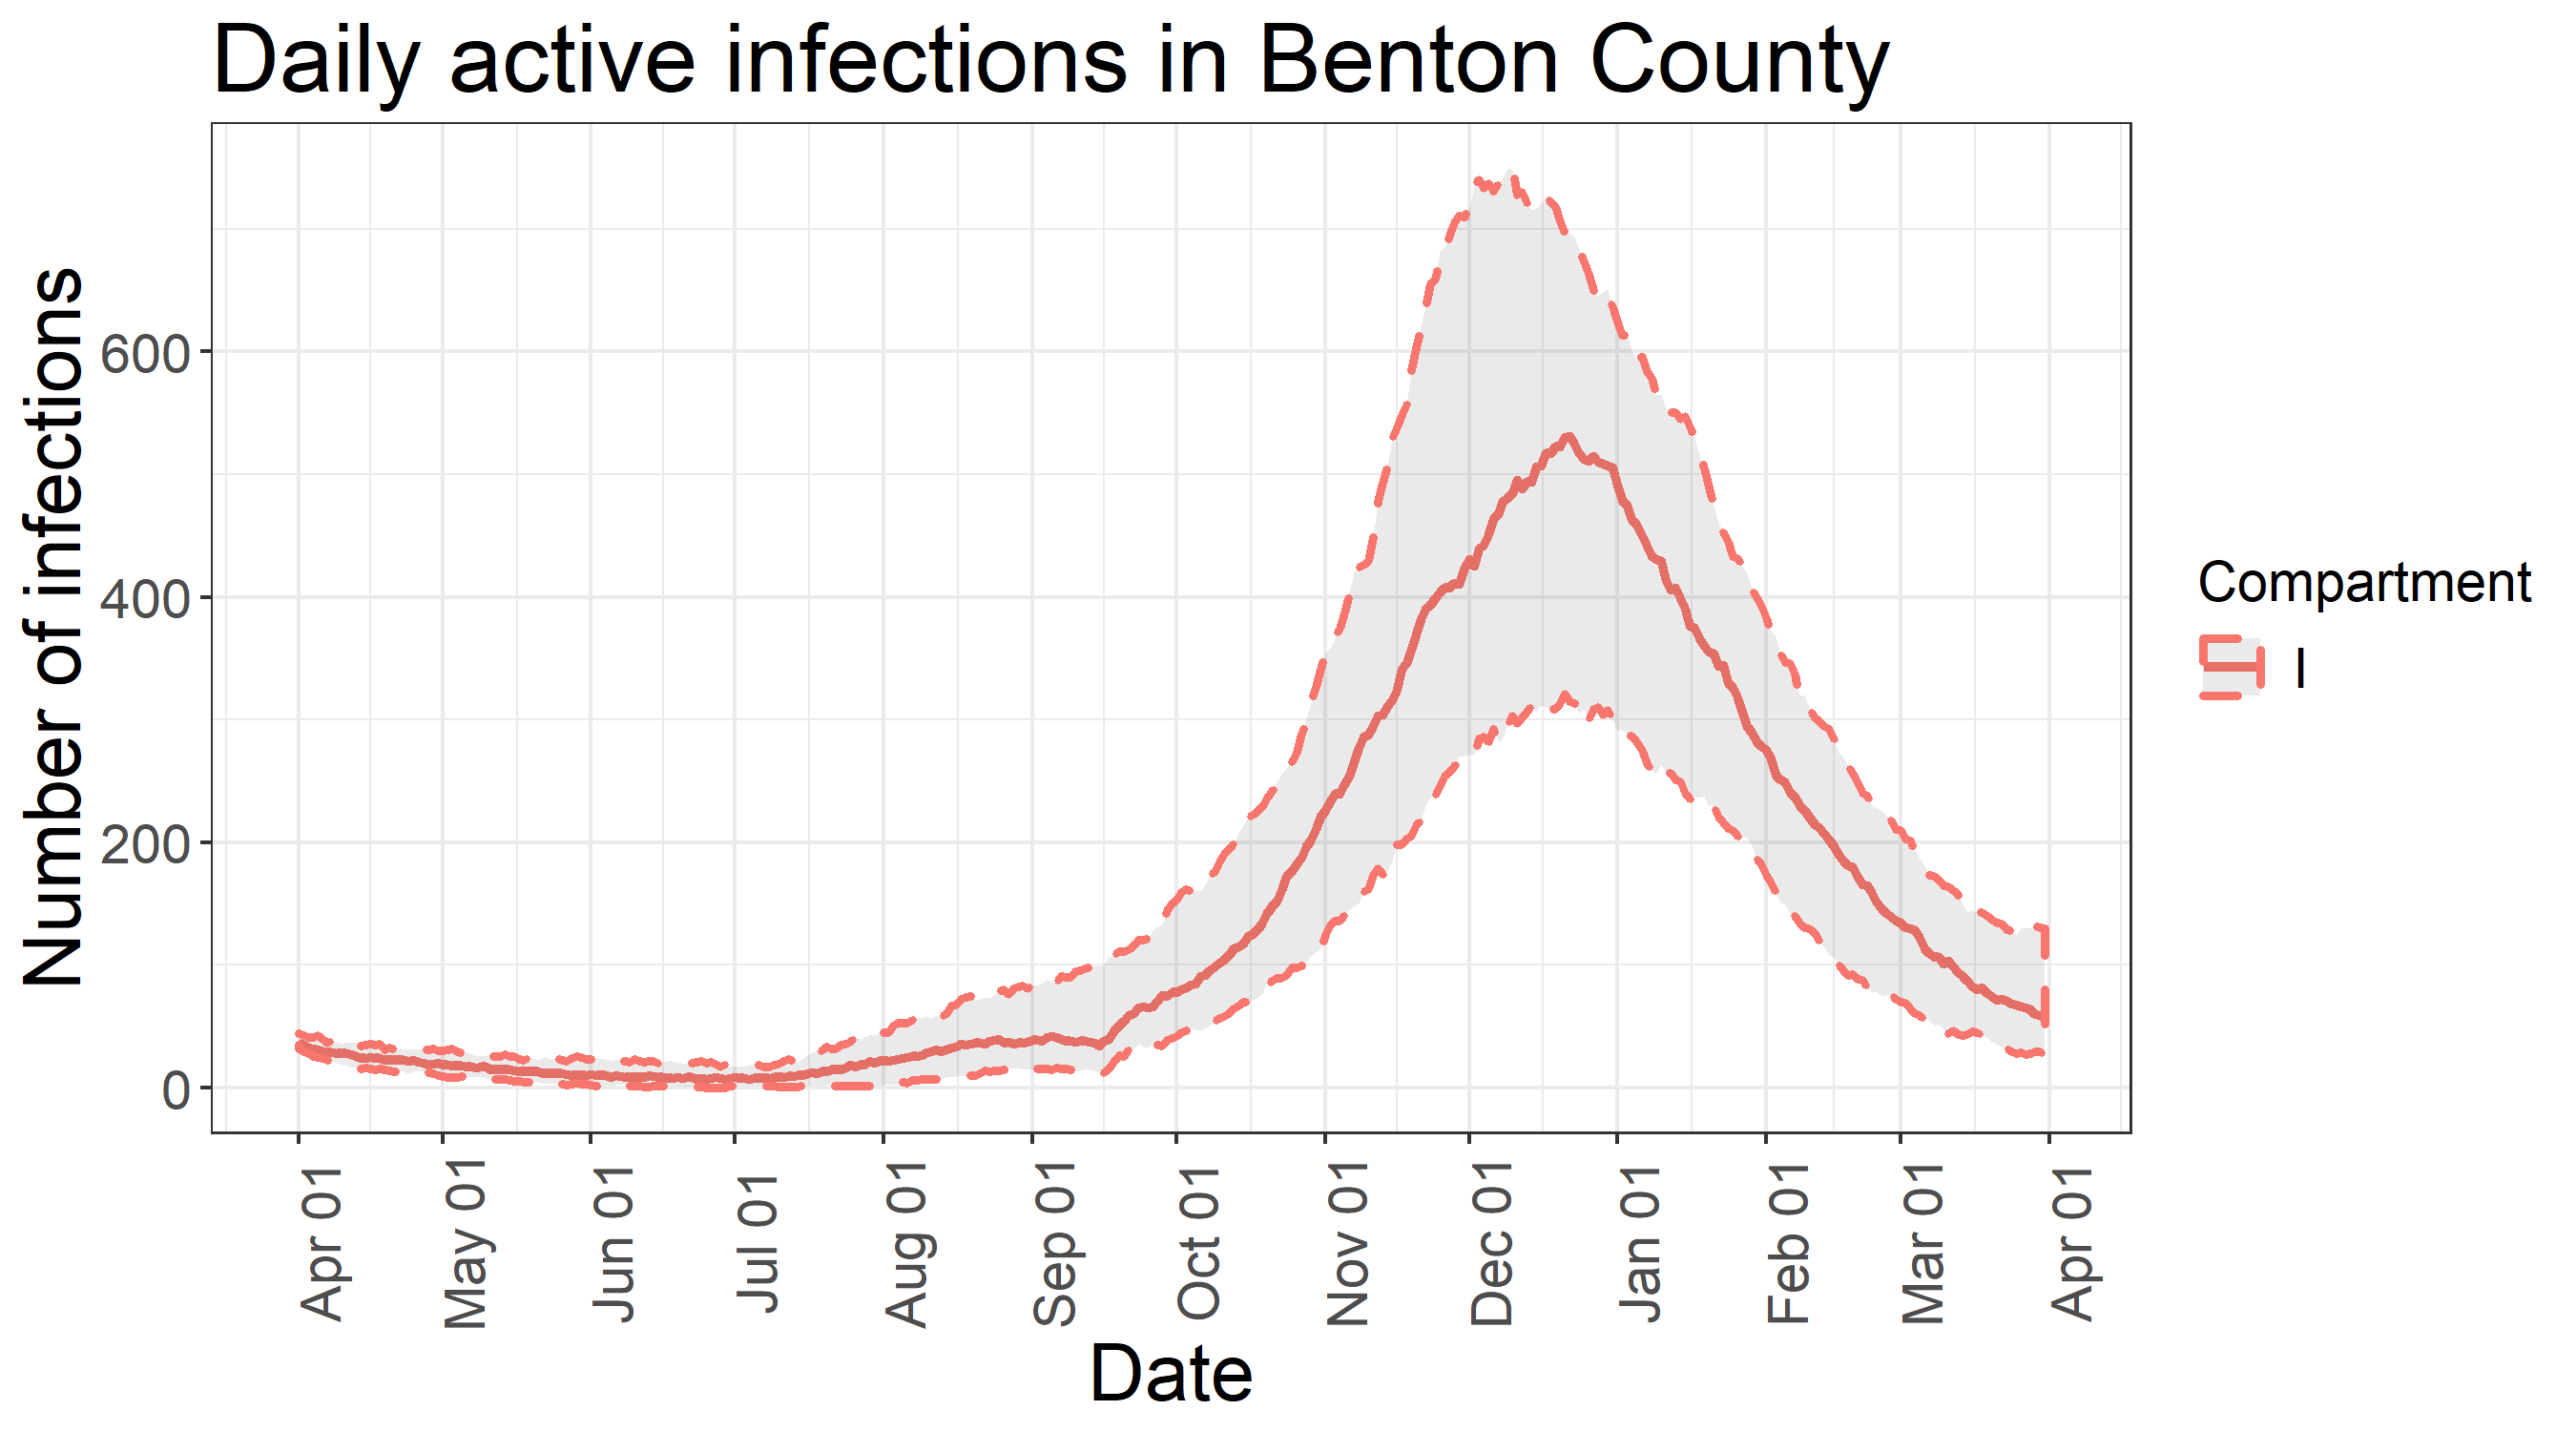 Daily active infections in Benton County
Number of infections
600
400
200
0
Apr 01
May 01
Jun 01
Jul 01
Aug 01
Sep 01
Oct 01
Nov 01
Dec 01
Jan 01
Feb 01
Mar 01
Apr 01
Date
Compartment
I